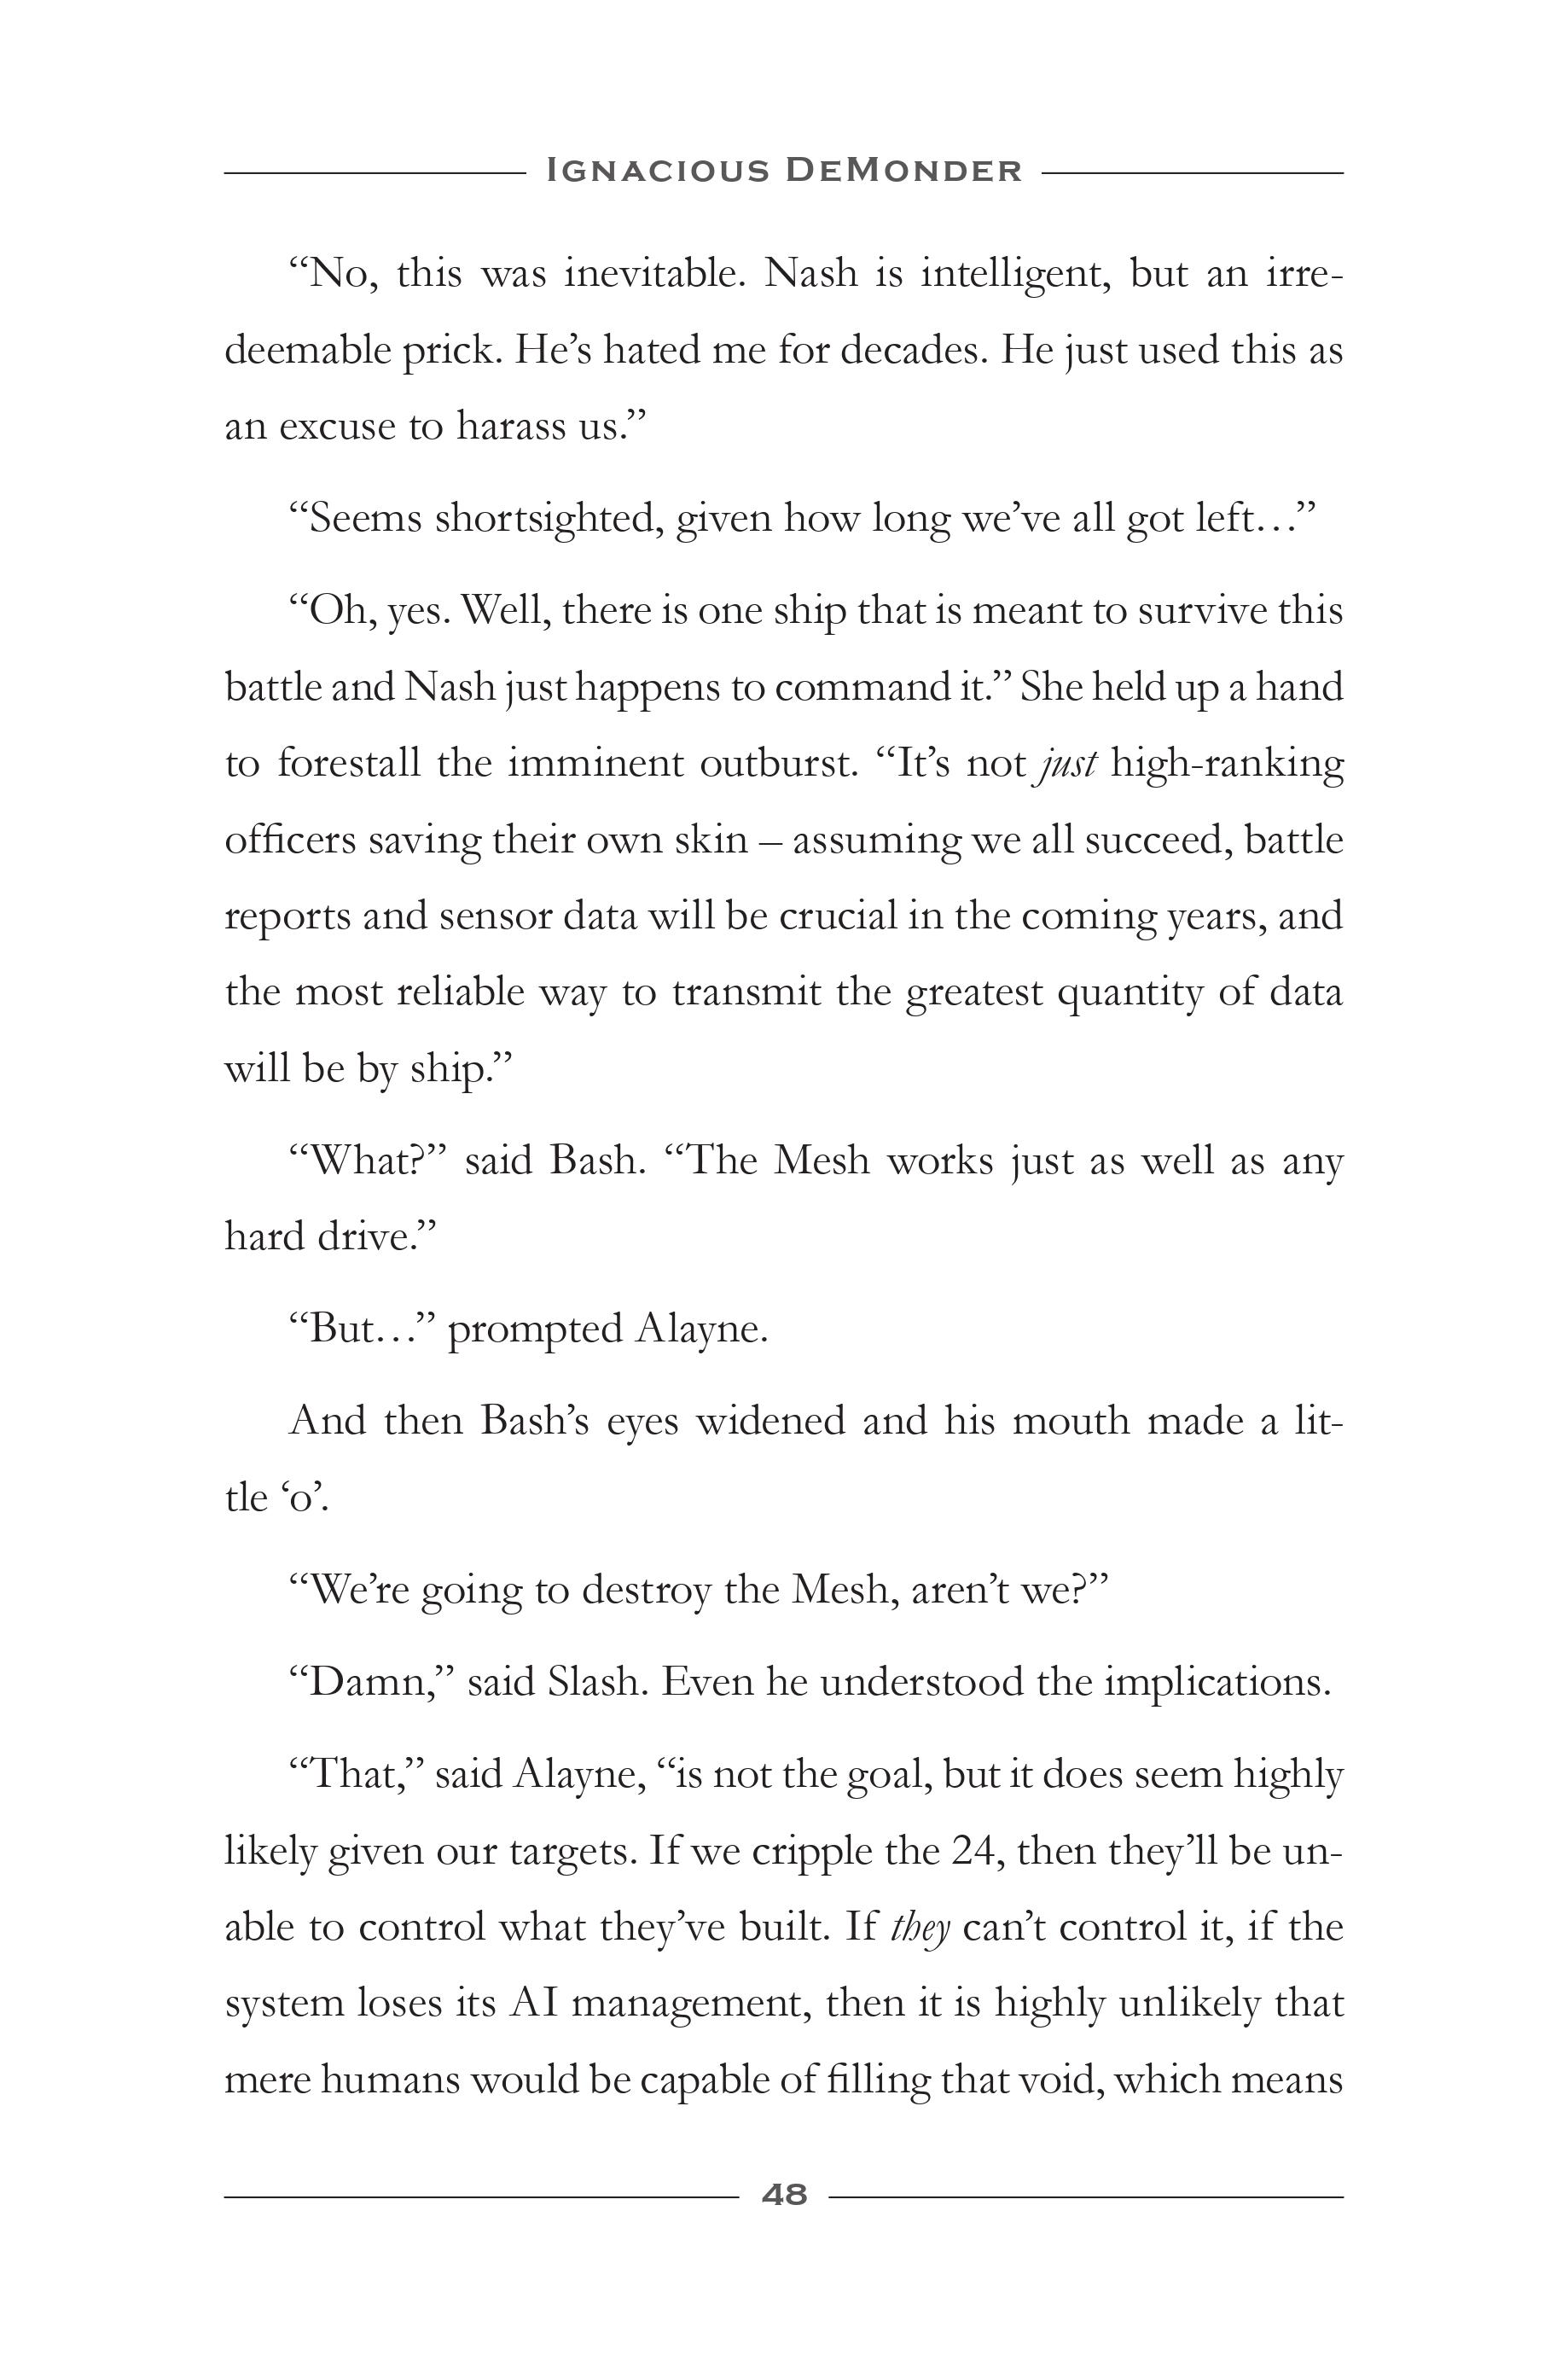 Ignacious DeMonder
“No, this was inevitable. Nash is intelligent, but an irre-
deemable prick. He’s hated me for decades. He just used this as
an excuse to harass us.”
“Seems shortsighted, given how long we’ve all got left…”
“Oh, yes. Well, there is one ship that is meant to survive this
battle and Nash just happens to command it.” She held up a hand
to forestall the imminent outburst. “It’s not just high-ranking
officers saving their own skin – assuming we all succeed, battle
reports and sensor data will be crucial in the coming years, and
the most reliable way to transmit the greatest quantity of data
will be by ship.”
“What?” said Bash. “The Mesh works just as well as any
hard drive.”
“But…” prompted Alayne.
And then Bash’s eyes widened and his mouth made a lit-
tle ‘o’.
“We’re going to destroy the Mesh, aren’t we?”
“Damn,” said Slash. Even he understood the implications.
“That,” said Alayne, “is not the goal, but it does seem highly
likely given our targets. If we cripple the 24, then they’ll be un-
able to control what they’ve built. If they can’t control it, if the
system loses its AI management, then it is highly unlikely that
mere humans would be capable of filling that void, which means
48